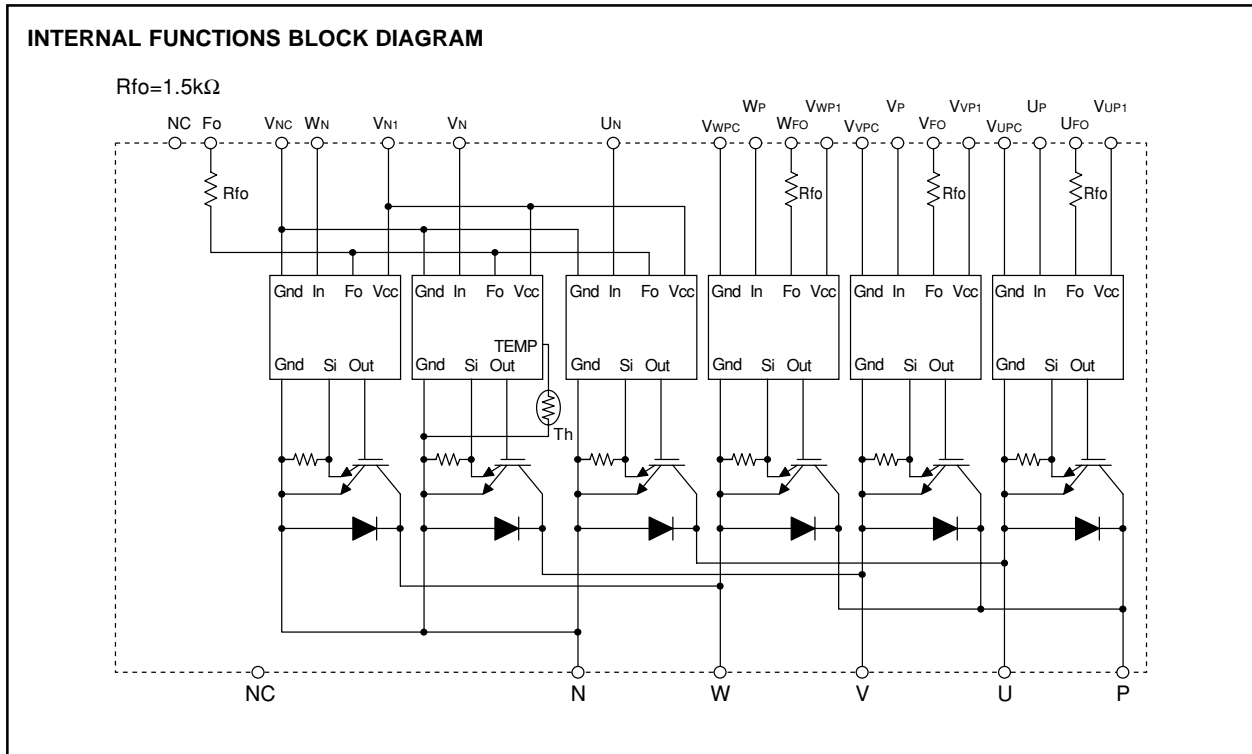 INTERNAL FUNCTIONS BLOCK DIAGRAM
Rfo=1.5kΩ
NC Fo VNC WN VN1 VN UN VWPC WP WFO VWP1 VVPC VP VFO VVP1 VUPC UP UFO VUP1
Rfo Rfo Rfo Rfo
Gnd In Fo Vcc Gnd In Fo Vcc Gnd In Fo Vcc Gnd In Fo Vcc Gnd In Fo Vcc Gnd In Fo Vcc
TEMP
Gnd Si Out Gnd Si Out Gnd Si Out Gnd Si Out Gnd Si Out Gnd Si Out
Th
NC N W V U P